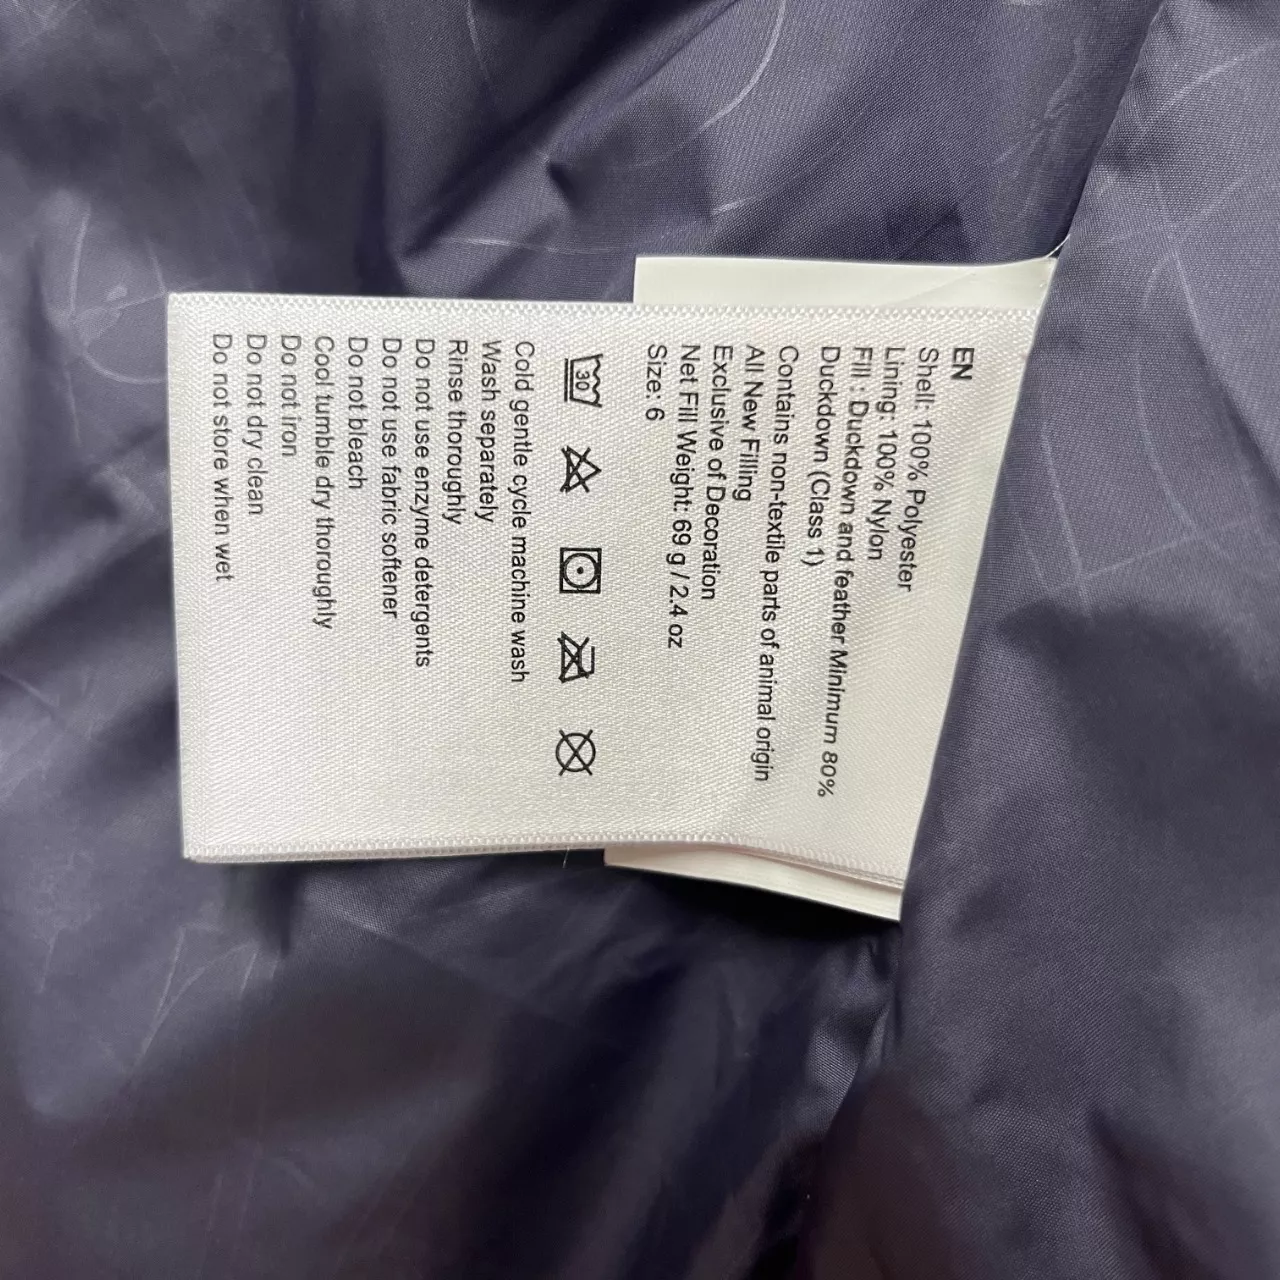 EN
Shell: 100% Polyester
Lining: 100% Nylon
Fill : Duckdown and feather Minimum 80%
Duckdown (Class 1)
Contains non-textile parts of animal origin
All New Filling
Exclusive of Decoration
Net Fill Weight: 69 g / 2.4 oz
Size: 6
30
Cold gentle cycle machine wash
Wash separately
Rinse thoroughly
Do not use enzyme detergents
Do not use fabric softener
Do not bleach
Cool tumble dry thoroughly
Do not iron
Do not dry clean
Do not store when wet